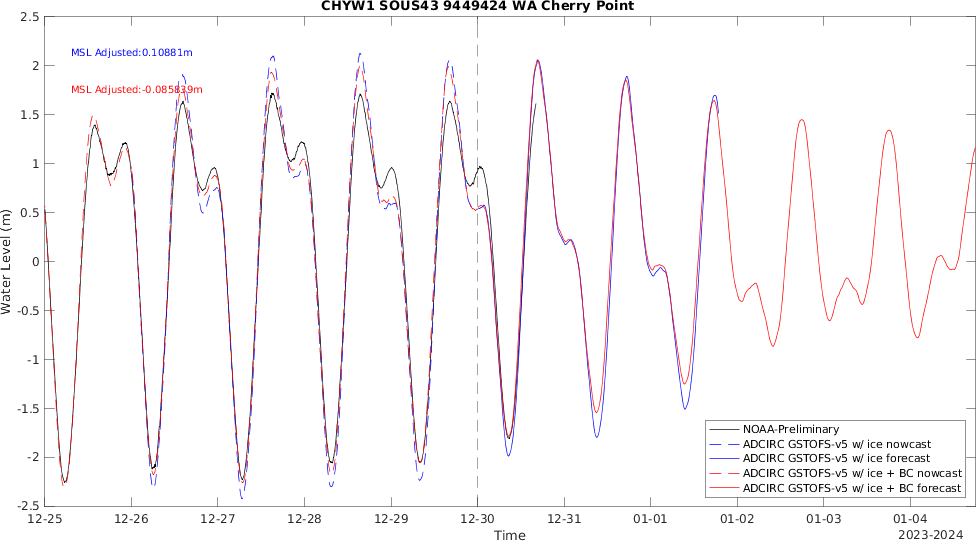 CHYW1 SOUS43 9449424 WA Cherry Point
2.5
2
1.5
1
0.5
0
-0.5
-1
-1.5
-2
-2.5
Water Level (m)
MSL Adjusted:0.10881m
MSL Adjusted:-0.085839m
NOAA-Preliminary
ADCIRC GSTOFS-v5 w/ ice nowcast
ADCIRC GSTOFS-v5 w/ ice forecast
ADCIRC GSTOFS-v5 w/ ice + BC nowcast
ADCIRC GSTOFS-v5 w/ ice + BC forecast
12-25 12-26 12-27 12-28 12-29 12-30 12-31 01-01 01-02 01-03 01-04
Time
2023-2024